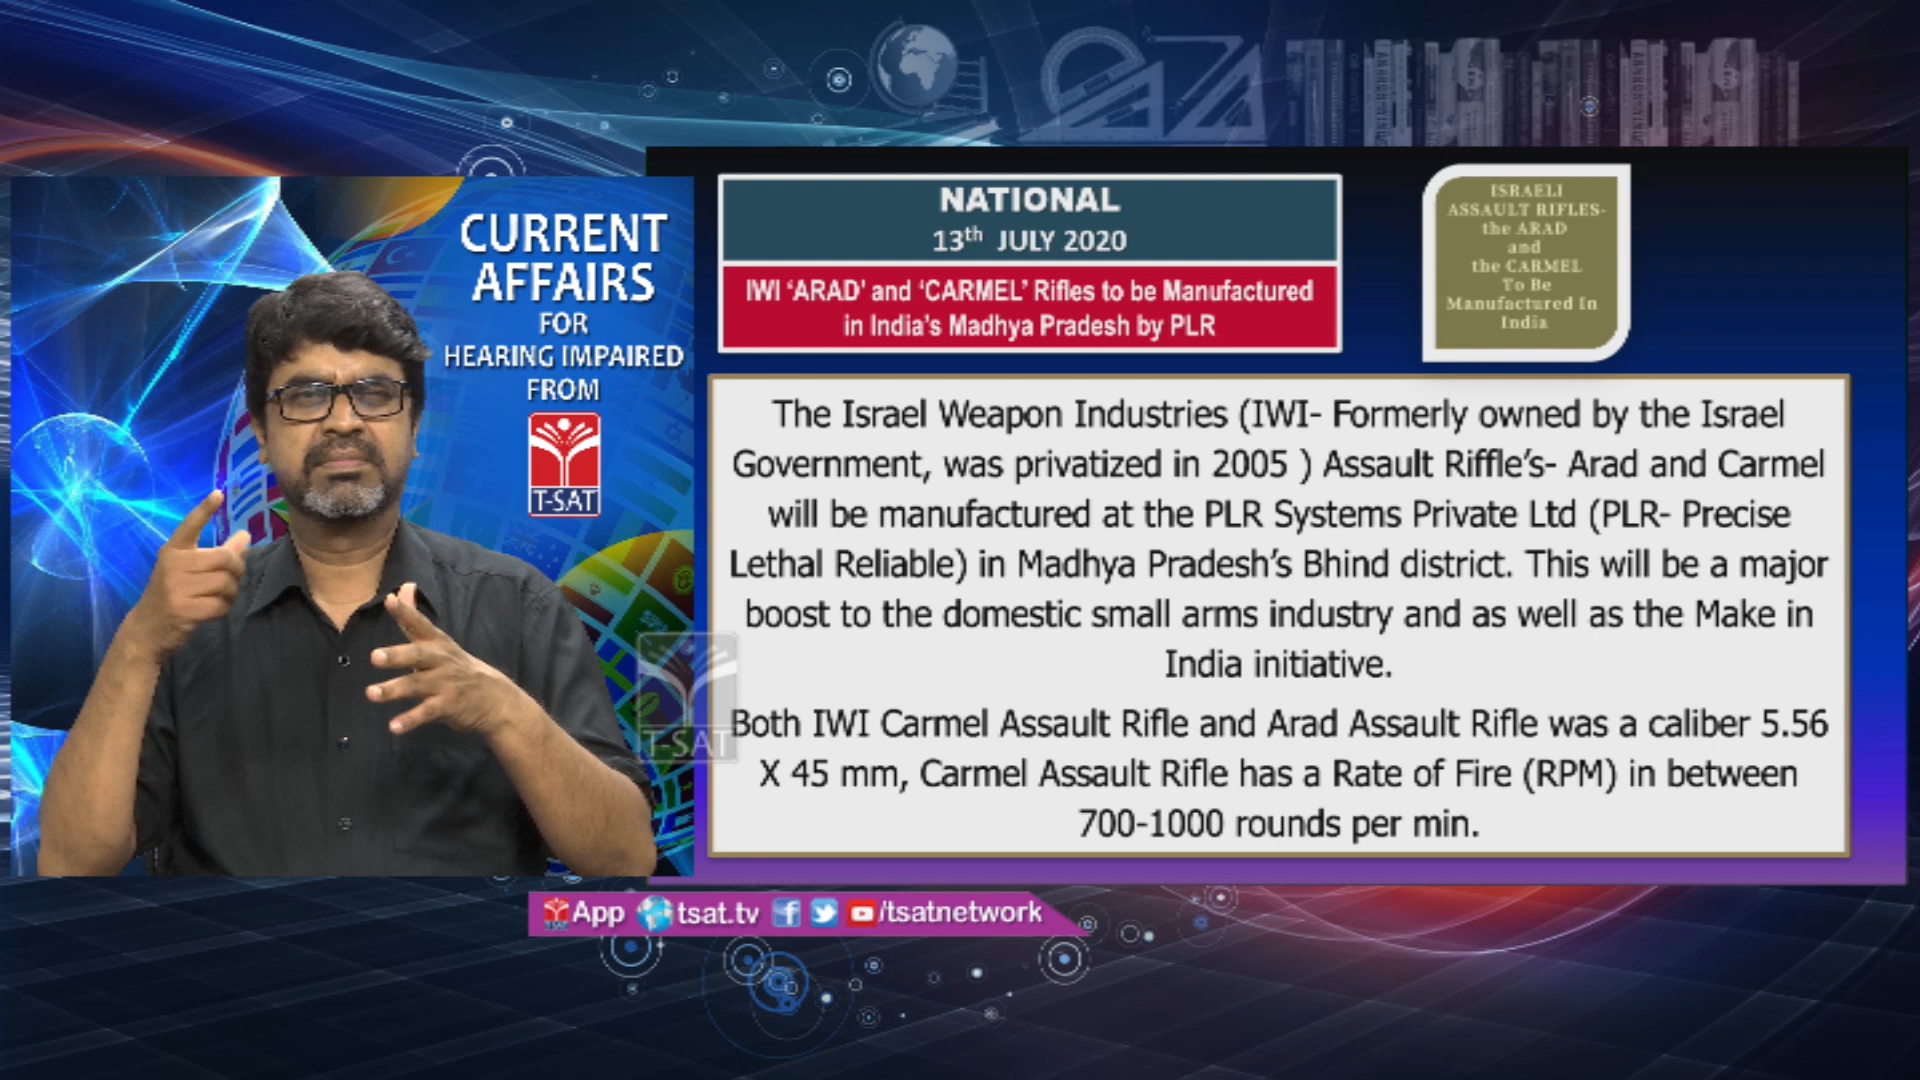 CURRENT
AFFAIRS
FOR
HEARING IMPAIRED
FROM
T-SAT
NATIONAL
13th JULY 2020
IWI ‘ARAD’ and ‘CARMEL’ Rifles to be Manufactured
in India’s Madhya Pradesh by PLR
ISRAELI
ASSAULT RIFLES-
the ARAD
and
the CARMEL
To Be
Manufactured In
India
The Israel Weapon Industries (IWI- Formerly owned by the Israel
Government, was privatized in 2005 ) Assault Riffle’s- Arad and Carmel
will be manufactured at the PLR Systems Private Ltd (PLR- Precise
Lethal Reliable) in Madhya Pradesh’s Bhind district. This will be a major
boost to the domestic small arms industry and as well as the Make in
India initiative.
Both IWI Carmel Assault Rifle and Arad Assault Rifle was a caliber 5.56
X 45 mm, Carmel Assault Rifle has a Rate of Fire (RPM) in between
700-1000 rounds per min.
T-SAT
App tsat.tv /tsatnetwork